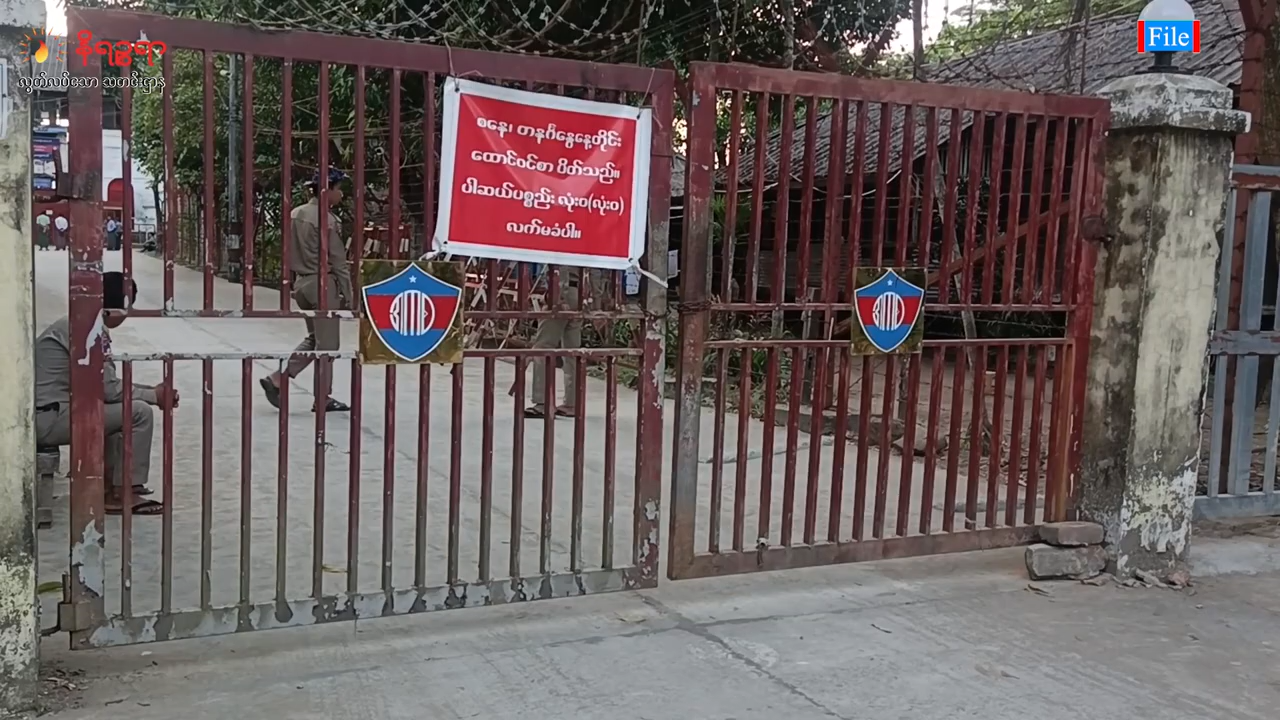 နိရဉ္စရာ
လွတ်လပ်သော သတင်းဌာန
File
စနေ၊ တနင်္ဂနွေနေ့တိုင်း
ထောင်ဝင်စာ ပိတ်သည်။
ပါဆယ်ပစ္စည်း လုံးဝ(လုံးဝ)
လက်မခံပါ။